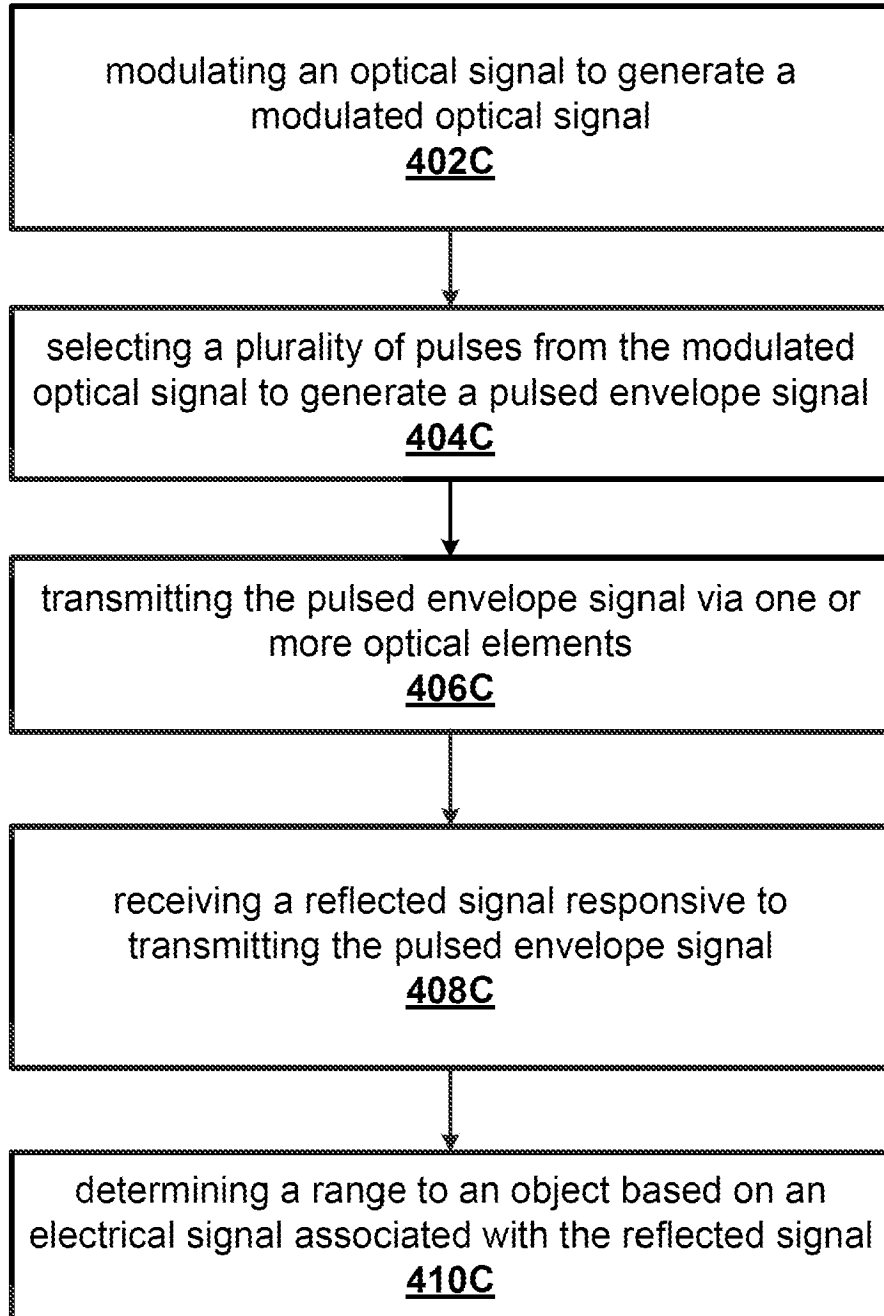 modulating an optical signal to generate a
modulated optical signal
402C
selecting a plurality of pulses from the modulated
optical signal to generate a pulsed envelope signal
404C
transmitting the pulsed envelope signal via one or
more optical elements
406C
receiving a reflected signal responsive to
transmitting the pulsed envelope signal
408C
determining a range to an object based on an
electrical signal associated with the reflected signal
410C